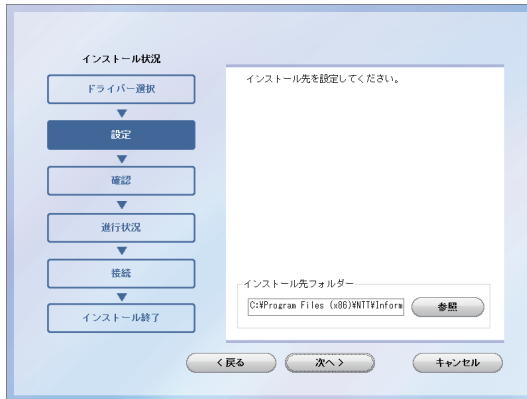 インストール状況
ドライバー選択
設定
確認
進行状況
接続
インストール終了
インストール先を設定してください。
インストール先フォルダー
C:¥Program Files (x86)¥NTT¥Inform
参照
< 戻る
次へ >
キャンセル